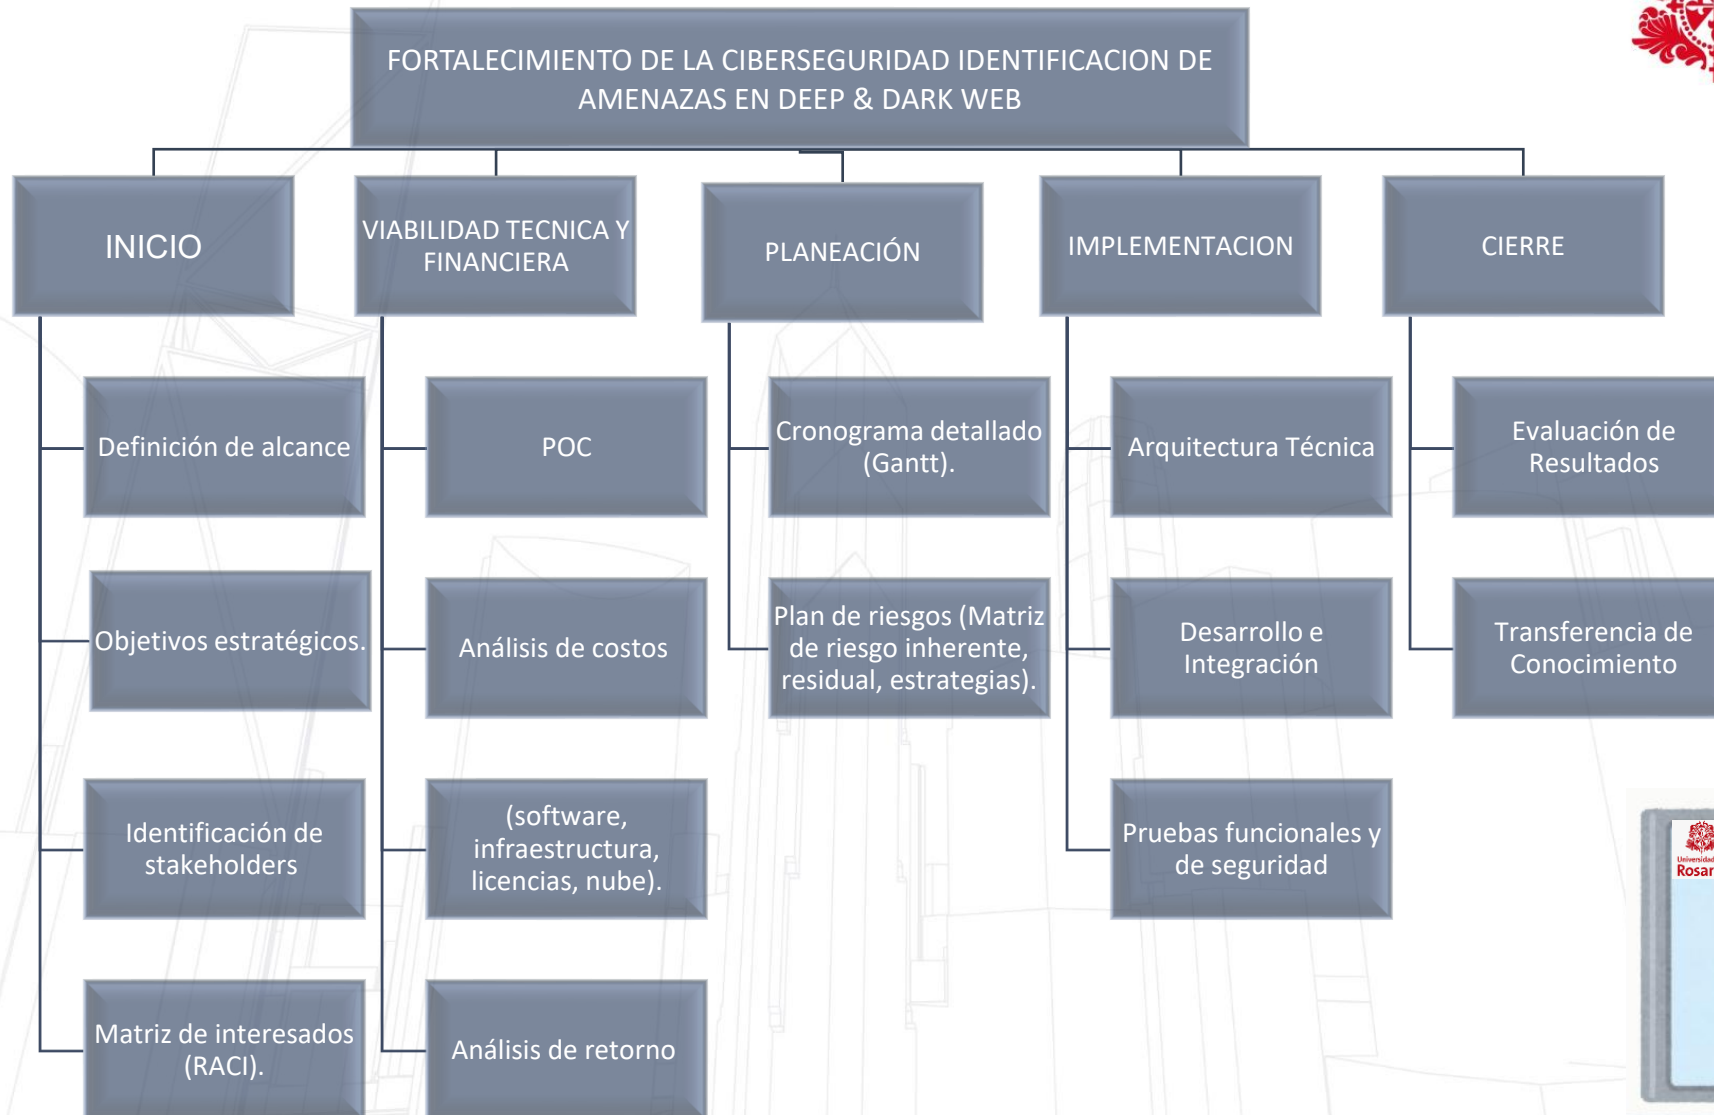 FORTALECIMIENTO DE LA CIBERSEGURIDAD IDENTIFICACION DE
AMENAZAS EN DEEP & DARK WEB
INICIO
VIABILIDAD TECNICA Y
FINANCIERA
PLANEACIÓN
IMPLEMENTACION
CIERRE
Definición de alcance
POC
Cronograma detallado
(Gantt).
Arquitectura Técnica
Evaluación de
Resultados
Objetivos estratégicos.
Análisis de costos
Plan de riesgos (Matriz
de riesgo inherente,
residual, estrategias).
Desarrollo e
Integración
Transferencia de
Conocimiento
Identificación de
stakeholders
(software,
infraestructura,
licencias, nube).
Pruebas funcionales y
de seguridad
Matriz de interesados
(RACI).
Análisis de retorno
Universidad